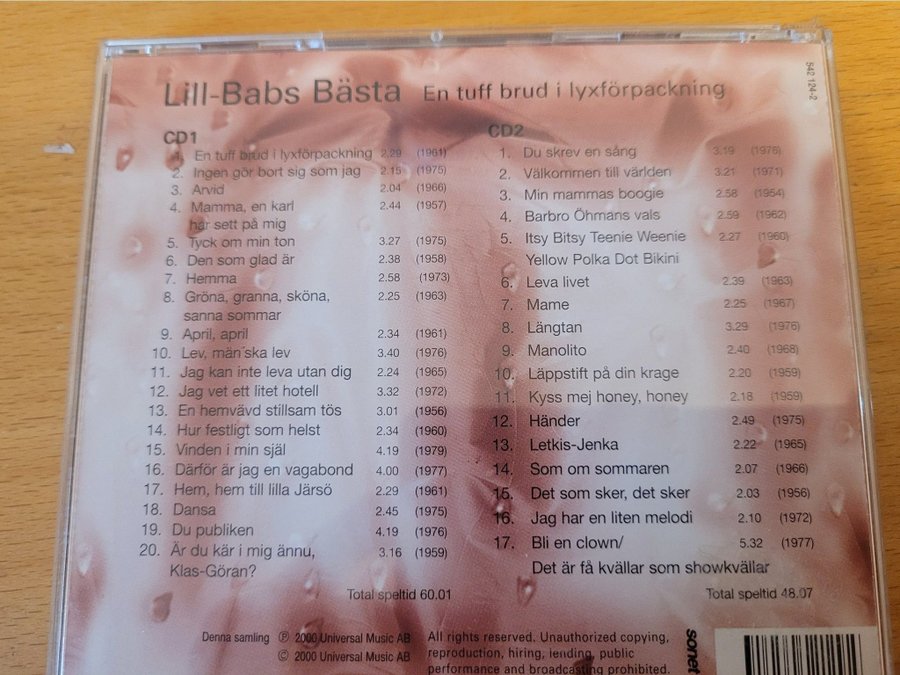 Lill-Babs Bästa En tuff brud i lyxförpackning
542 124-2
CD1
1. En tuff brud i lyxförpackning 2.29 (1961)
2. Ingen gör bort sig som jag 2.15 (1975)
3. Arvid 2.04 (1966)
4. Mamma, en karl 2.44 (1957)
har sett på mig
5. Tyck om min ton 3.27 (1975)
6. Den som glad är 2.38 (1958)
7. Hemma 2.58 (1973)
8. Gröna, granna, sköna, 2.25 (1963)
sanna sommar
9. April, april 2.34 (1961)
10. Lev, män'ska lev 3.40 (1976)
11. Jag kan inte leva utan dig 2.24 (1965)
12. Jag vet ett litet hotell 3.32 (1972)
13. En hemvävd stillsam tös 3.01 (1956)
14. Hur festligt som helst 2.34 (1960)
15. Vinden i min själ 4.19 (1979)
16. Därför är jag en vagabond 4.00 (1977)
17. Hem, hem till lilla Järsö 2.29 (1961)
18. Dansa 2.45 (1975)
19. Du publiken 4.19 (1976)
20. Är du kär i mig ännu, 3.16 (1959)
Klas-Göran?
Total speltid 60.01
CD2
1. Du skrev en sång 3.19 (1976)
2. Välkommen till världen 3.21 (1971)
3. Min mammas boogie 2.58 (1954)
4. Barbro Öhmans vals 2.59 (1962)
5. Itsy Bitsy Teenie Weenie 2.27 (1960)
Yellow Polka Dot Bikini
6. Leva livet 2.39 (1963)
7. Mame 2.25 (1967)
8. Längtan 3.29 (1976)
9. Manolito 2.40 (1968)
10. Läppstift på din krage 2.20 (1959)
11. Kyss mej honey, honey 2.18 (1959)
12. Händer 2.49 (1975)
13. Letkis-Jenka 2.22 (1965)
14. Som om sommaren 2.07 (1966)
15. Det som sker, det sker 2.03 (1956)
16. Jag har en liten melodi 2.10 (1972)
17. Bli en clown/ 5.32 (1977)
Det är få kvällar som showkvällar
Total speltid 48.07
Denna samling ℗ 2000 Universal Music AB
© 2000 Universal Music AB
All rights reserved. Unauthorized copying,
reproduction, hiring, lending, public
performance and broadcasting prohibited.
sonet